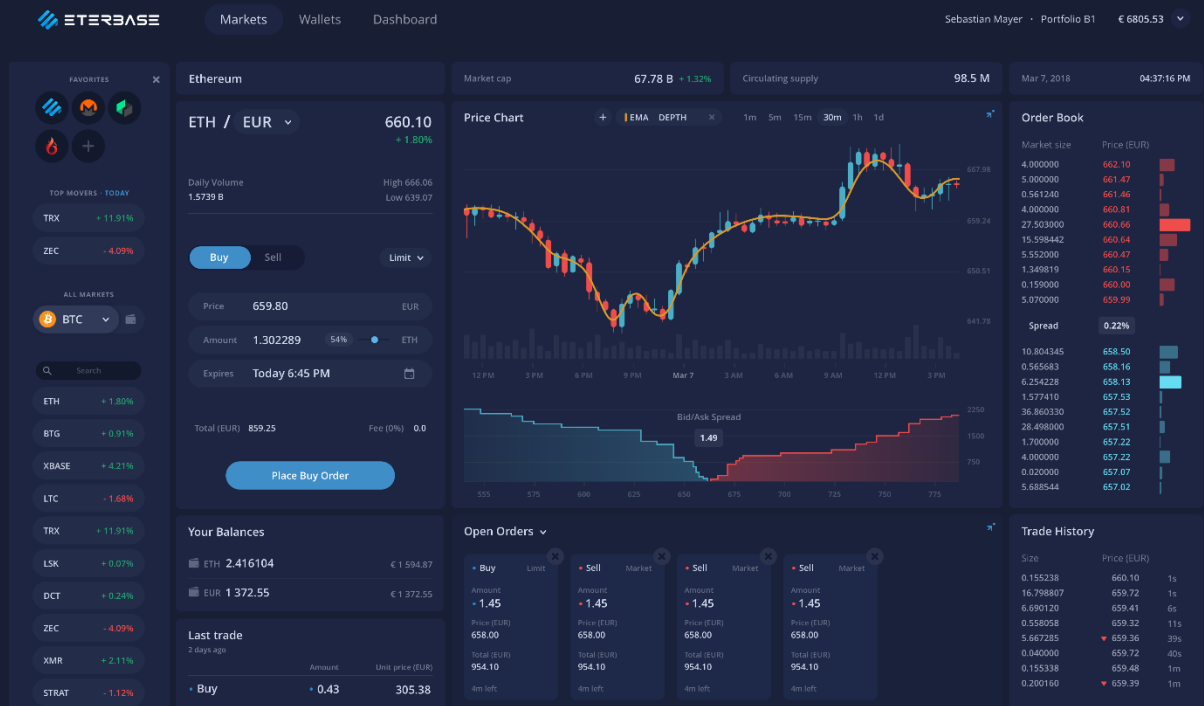 ETERBASE
Markets Wallets Dashboard
Sebastian Mayer · Portfolio B1 € 6805.53
FAVORITES
TOP MOVERS · TODAY
TRX + 11.91%
ZEC - 4.09%
ALL MARKETS
BTC
Search
ETH + 1.80%
BTG + 0.91%
XBASE + 4.21%
LTC - 1.68%
TRX + 11.91%
LSK + 0.07%
DCT + 0.24%
ZEC - 4.09%
XMR + 2.11%
STRAT - 1.12%
Ethereum
Market cap 67.78 B + 1.32%
Circulating supply 98.5 M
Mar 7, 2018 04:37:16 PM
ETH / EUR 660.10
+ 1.80%
Daily Volume High 666.06
1.5739 B Low 639.07
Buy Sell Limit
Price 659.80 EUR
Amount 1.302289 54% ETH
Expires Today 6:45 PM
Total (EUR) 859.25 Fee (0%) 0.0
Place Buy Order
Your Balances
ETH 2.416104 € 1 594.87
EUR 1 372.55 € 1 372.55
Last trade
2 days ago
Amount Unit price (EUR)
Buy 0.43 305.38
Price Chart + EMA DEPTH × 1m 5m 15m 30m 1h 1d
667.98
659.24
650.51
641.78
12 PM 3 PM 6 PM 9 PM Mar 7 3 AM 6 AM 9 AM 12 PM 3 PM
Bid/Ask Spread
1.49
2250
1500
750
555 575 600 625 650 675 700 725 750 775
Open Orders
Buy Limit
Amount
1.45
Price (EUR)
658.00
Total (EUR)
954.10
4m left
Sell Market
Amount
1.45
Price (EUR)
658.00
Total (EUR)
954.10
4m left
Sell Market
Amount
1.45
Price (EUR)
658.00
Total (EUR)
954.10
4m left
Sell Market
Amount
1.45
Price (EUR)
658.00
Total (EUR)
954.10
4m left
Order Book
Market size Price (EUR)
4.000000 662.10
5.000000 661.47
0.561240 661.46
4.000000 660.81
27.503000 660.66
15.598442 660.64
5.552000 660.47
1.349819 660.15
0.159000 660.00
5.070000 659.99
Spread 0.22%
10.804345 658.50
0.565683 658.16
6.254228 658.13
1.577410 657.53
36.860330 657.52
28.498000 657.51
1.700000 657.22
4.000000 657.22
0.020000 657.07
5.688544 657.02
Trade History
Size Price (EUR)
0.155238 660.10 1s
16.798807 659.72 1s
6.690120 659.41 6s
0.558058 659.32 11s
5.667285 659.36 39s
0.040000 659.72 40s
0.155338 659.48 1m
0.200160 659.39 1m